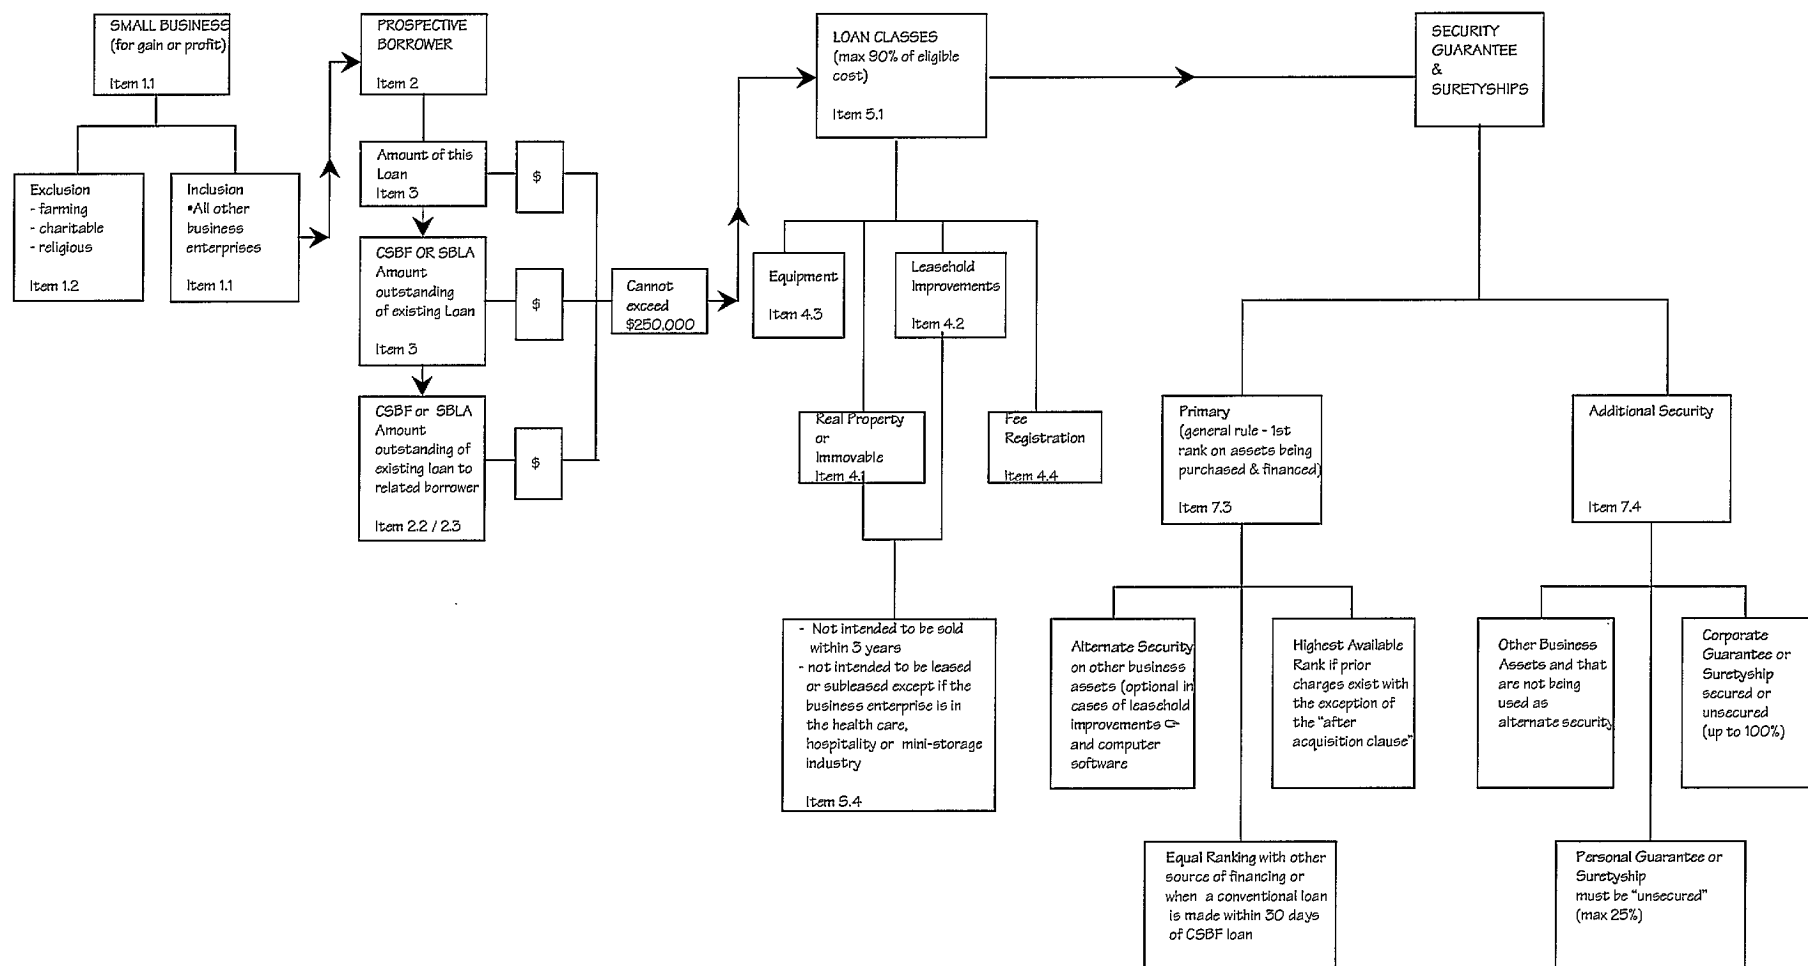 SMALL BUSINESS
(for gain or profit)
Item 1.1
Exclusion
- farming
- charitable
- religious
Item 1.2
Inclusion
•All other
business
enterprises
Item 1.1
PROSPECTIVE
BORROWER
Item 2
Amount of this
Loan
Item 3
$
CSBF OR SBLA
Amount
outstanding
of existing Loan
Item 3
$
CSBF or SBLA
Amount
outstanding of
existing loan to
related borrower
Item 2.2 / 2.3
$
Cannot
exceed
$250,000
LOAN CLASSES
(max 90% of eligible
cost)
Item 5.1
Equipment
Item 4.3
Leasehold
Improvements
Item 4.2
Real Property
or
Immovable
Item 4.1
Fee
Registration
Item 4.4
- Not intended to be sold
within 3 years
- not intended to be leased
or subleased except if the
business enterprise is in
the health care,
hospitality or mini-storage
industry
Item 5.4
SECURITY
GUARANTEE
&
SURETYSHIPS
Primary
(general rule - 1st
rank on assets being
purchased & financed)
Item 7.3
Additional Security
Item 7.4
Alternate Security
on other business
assets (optional in
cases of leasehold
improvements
and computer
software
Highest Available
Rank if prior
charges exist with
the exception of
the "after
acquisition clause"
Equal Ranking with other
source of financing or
when a conventional loan
is made within 30 days
of CSBF loan
Other Business
Assets and that
are not being
used as
alternate security
Corporate
Guarantee or
Suretyship
secured or
unsecured
(up to 100%)
Personal Guarantee or
Suretyship
must be "unsecured"
(max 25%)